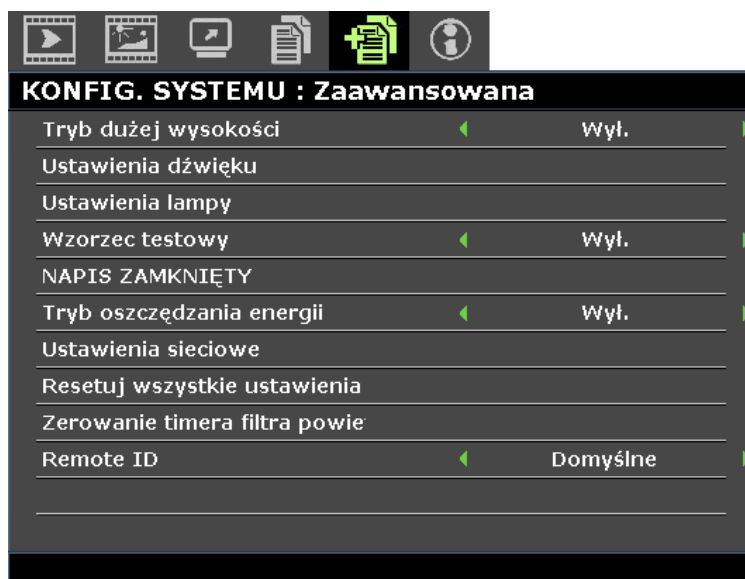 KONFIG. SYSTEMU : Zaawansowana
Tryb dużej wysokości Wył.
Ustawienia dźwięku
Ustawienia lampy
Wzorzec testowy Wył.
NAPIS ZAMKNIĘTY
Tryb oszczędzania energii Wył.
Ustawienia sieciowe
Resetuj wszystkie ustawienia
Zerowanie timera filtra powie
Remote ID Domyślne